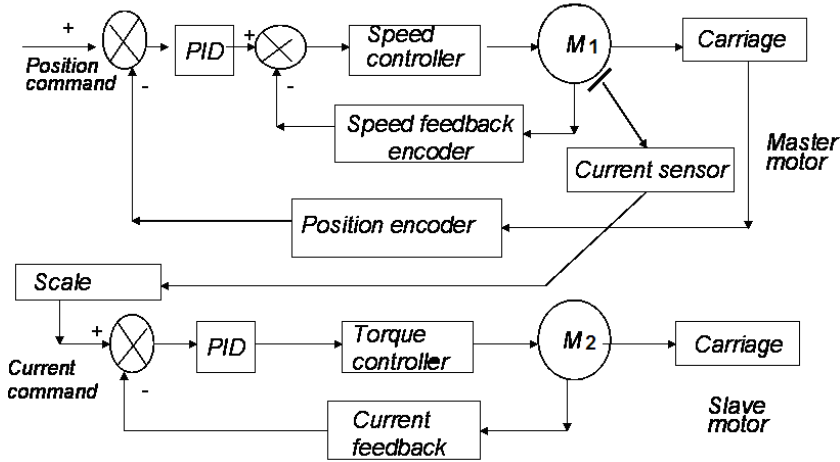 +
Position
command
-
PID
+
-
Speed
controller
M1
Carriage
Speed feedback
encoder
Current sensor
Master
motor
Position encoder
Scale
+
Current
command
-
PID
Torque
controller
M2
Carriage
Current
feedback
Slave
motor